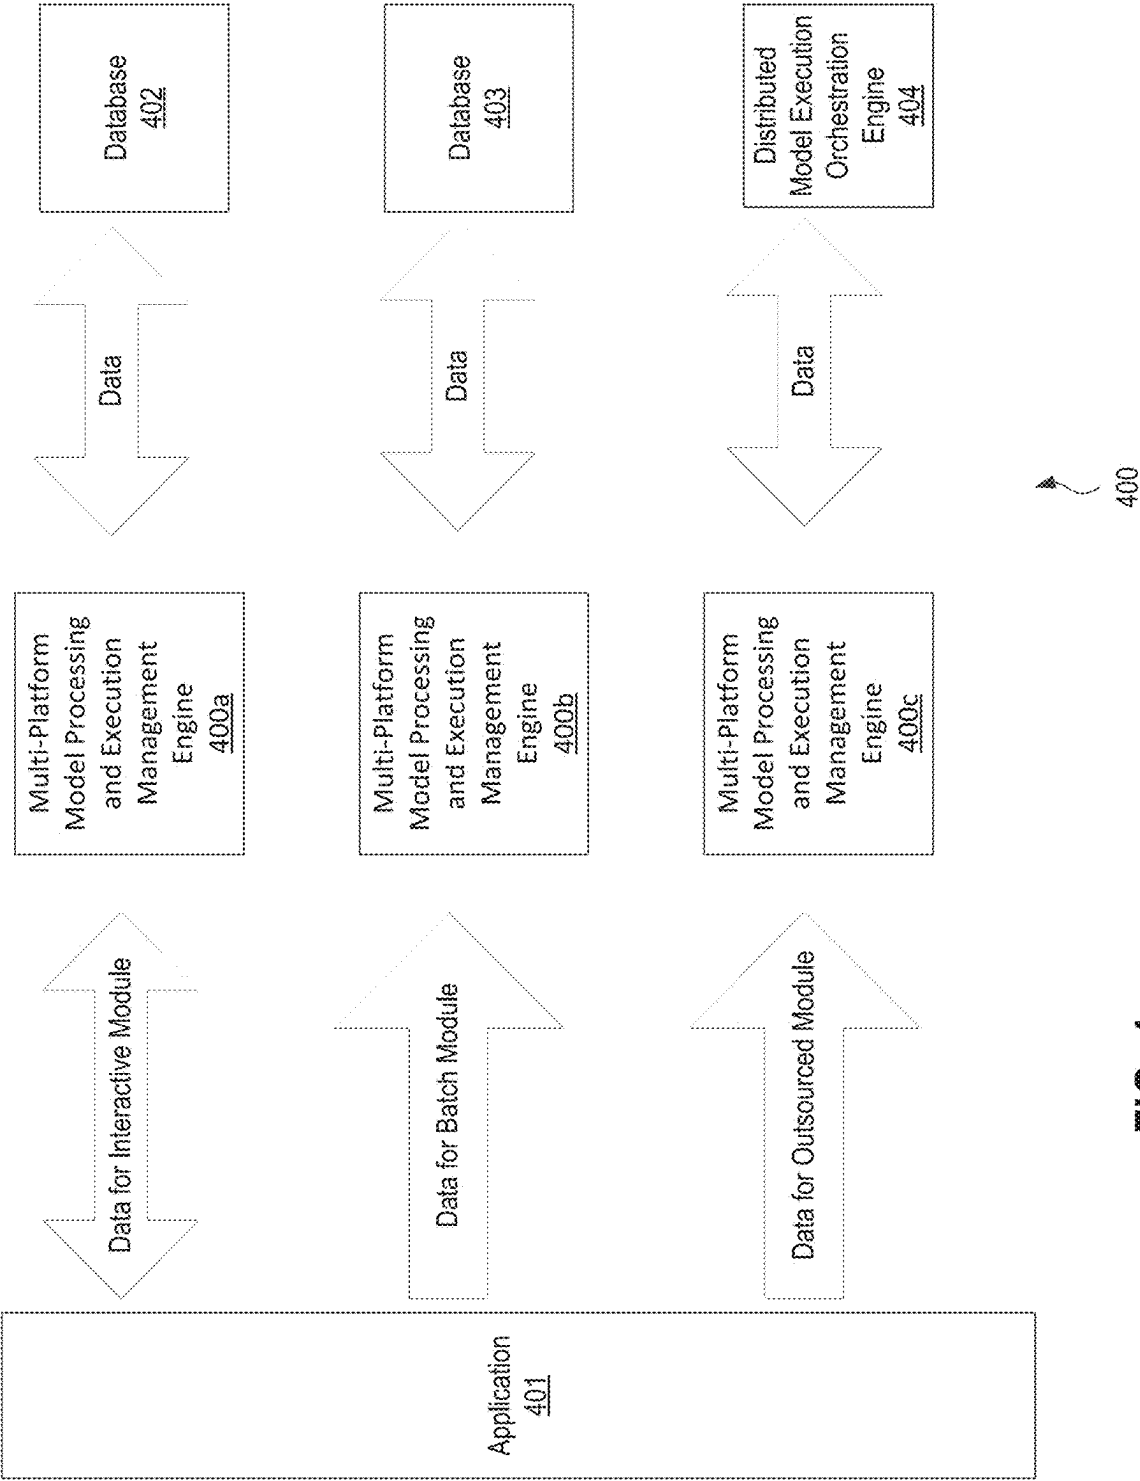 Application
401
Data for Interactive Module
Data for Batch Module
Data for Outsourced Module
Multi-Platform
Model Processing
and Execution
Management
Engine
400a
Multi-Platform
Model Processing
and Execution
Management
Engine
400b
Multi-Platform
Model Processing
and Execution
Management
Engine
400c
Data
Data
Data
Database
402
Database
403
Distributed
Model Execution
Orchestration
Engine
404
400